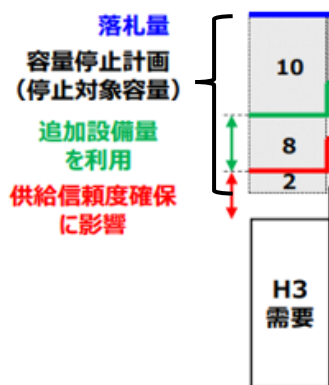 落札量
容量停止計画
（停止対象容量）
追加設備量
を利用
供給信頼度確保
に影響
10
8
2
H3
需要